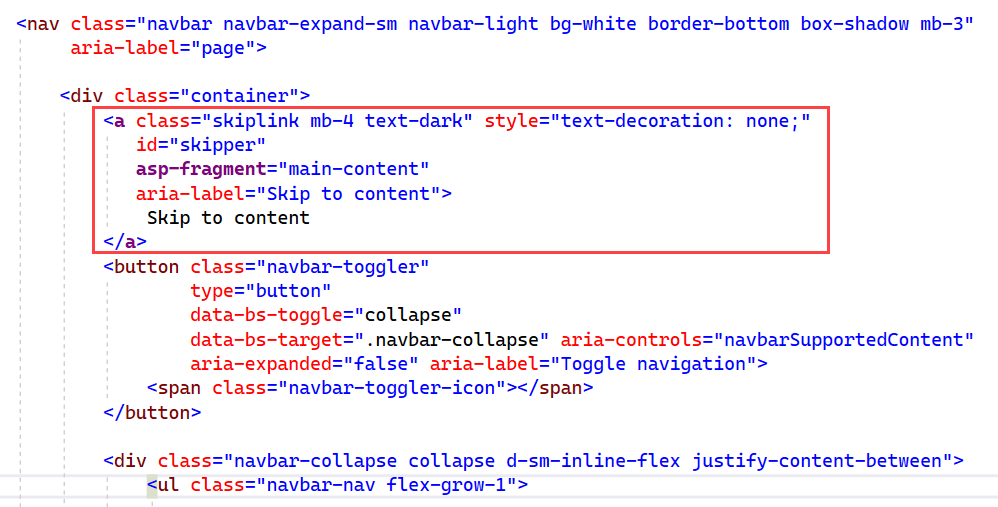 <nav class="navbar navbar-expand-sm navbar-light bg-white border-bottom box-shadow mb-3"
aria-label="page">
<div class="container">
<a class="skiplink mb-4 text-dark" style="text-decoration: none;"
id="skipper"
asp-fragment="main-content"
aria-label="Skip to content">
Skip to content
</a>
<button class="navbar-toggler"
type="button"
data-bs-toggle="collapse"
data-bs-target=".navbar-collapse" aria-controls="navbarSupportedContent"
aria-expanded="false" aria-label="Toggle navigation">
<span class="navbar-toggler-icon"></span>
</button>
<div class="navbar-collapse collapse d-sm-inline-flex justify-content-between">
<ul class="navbar-nav flex-grow-1">